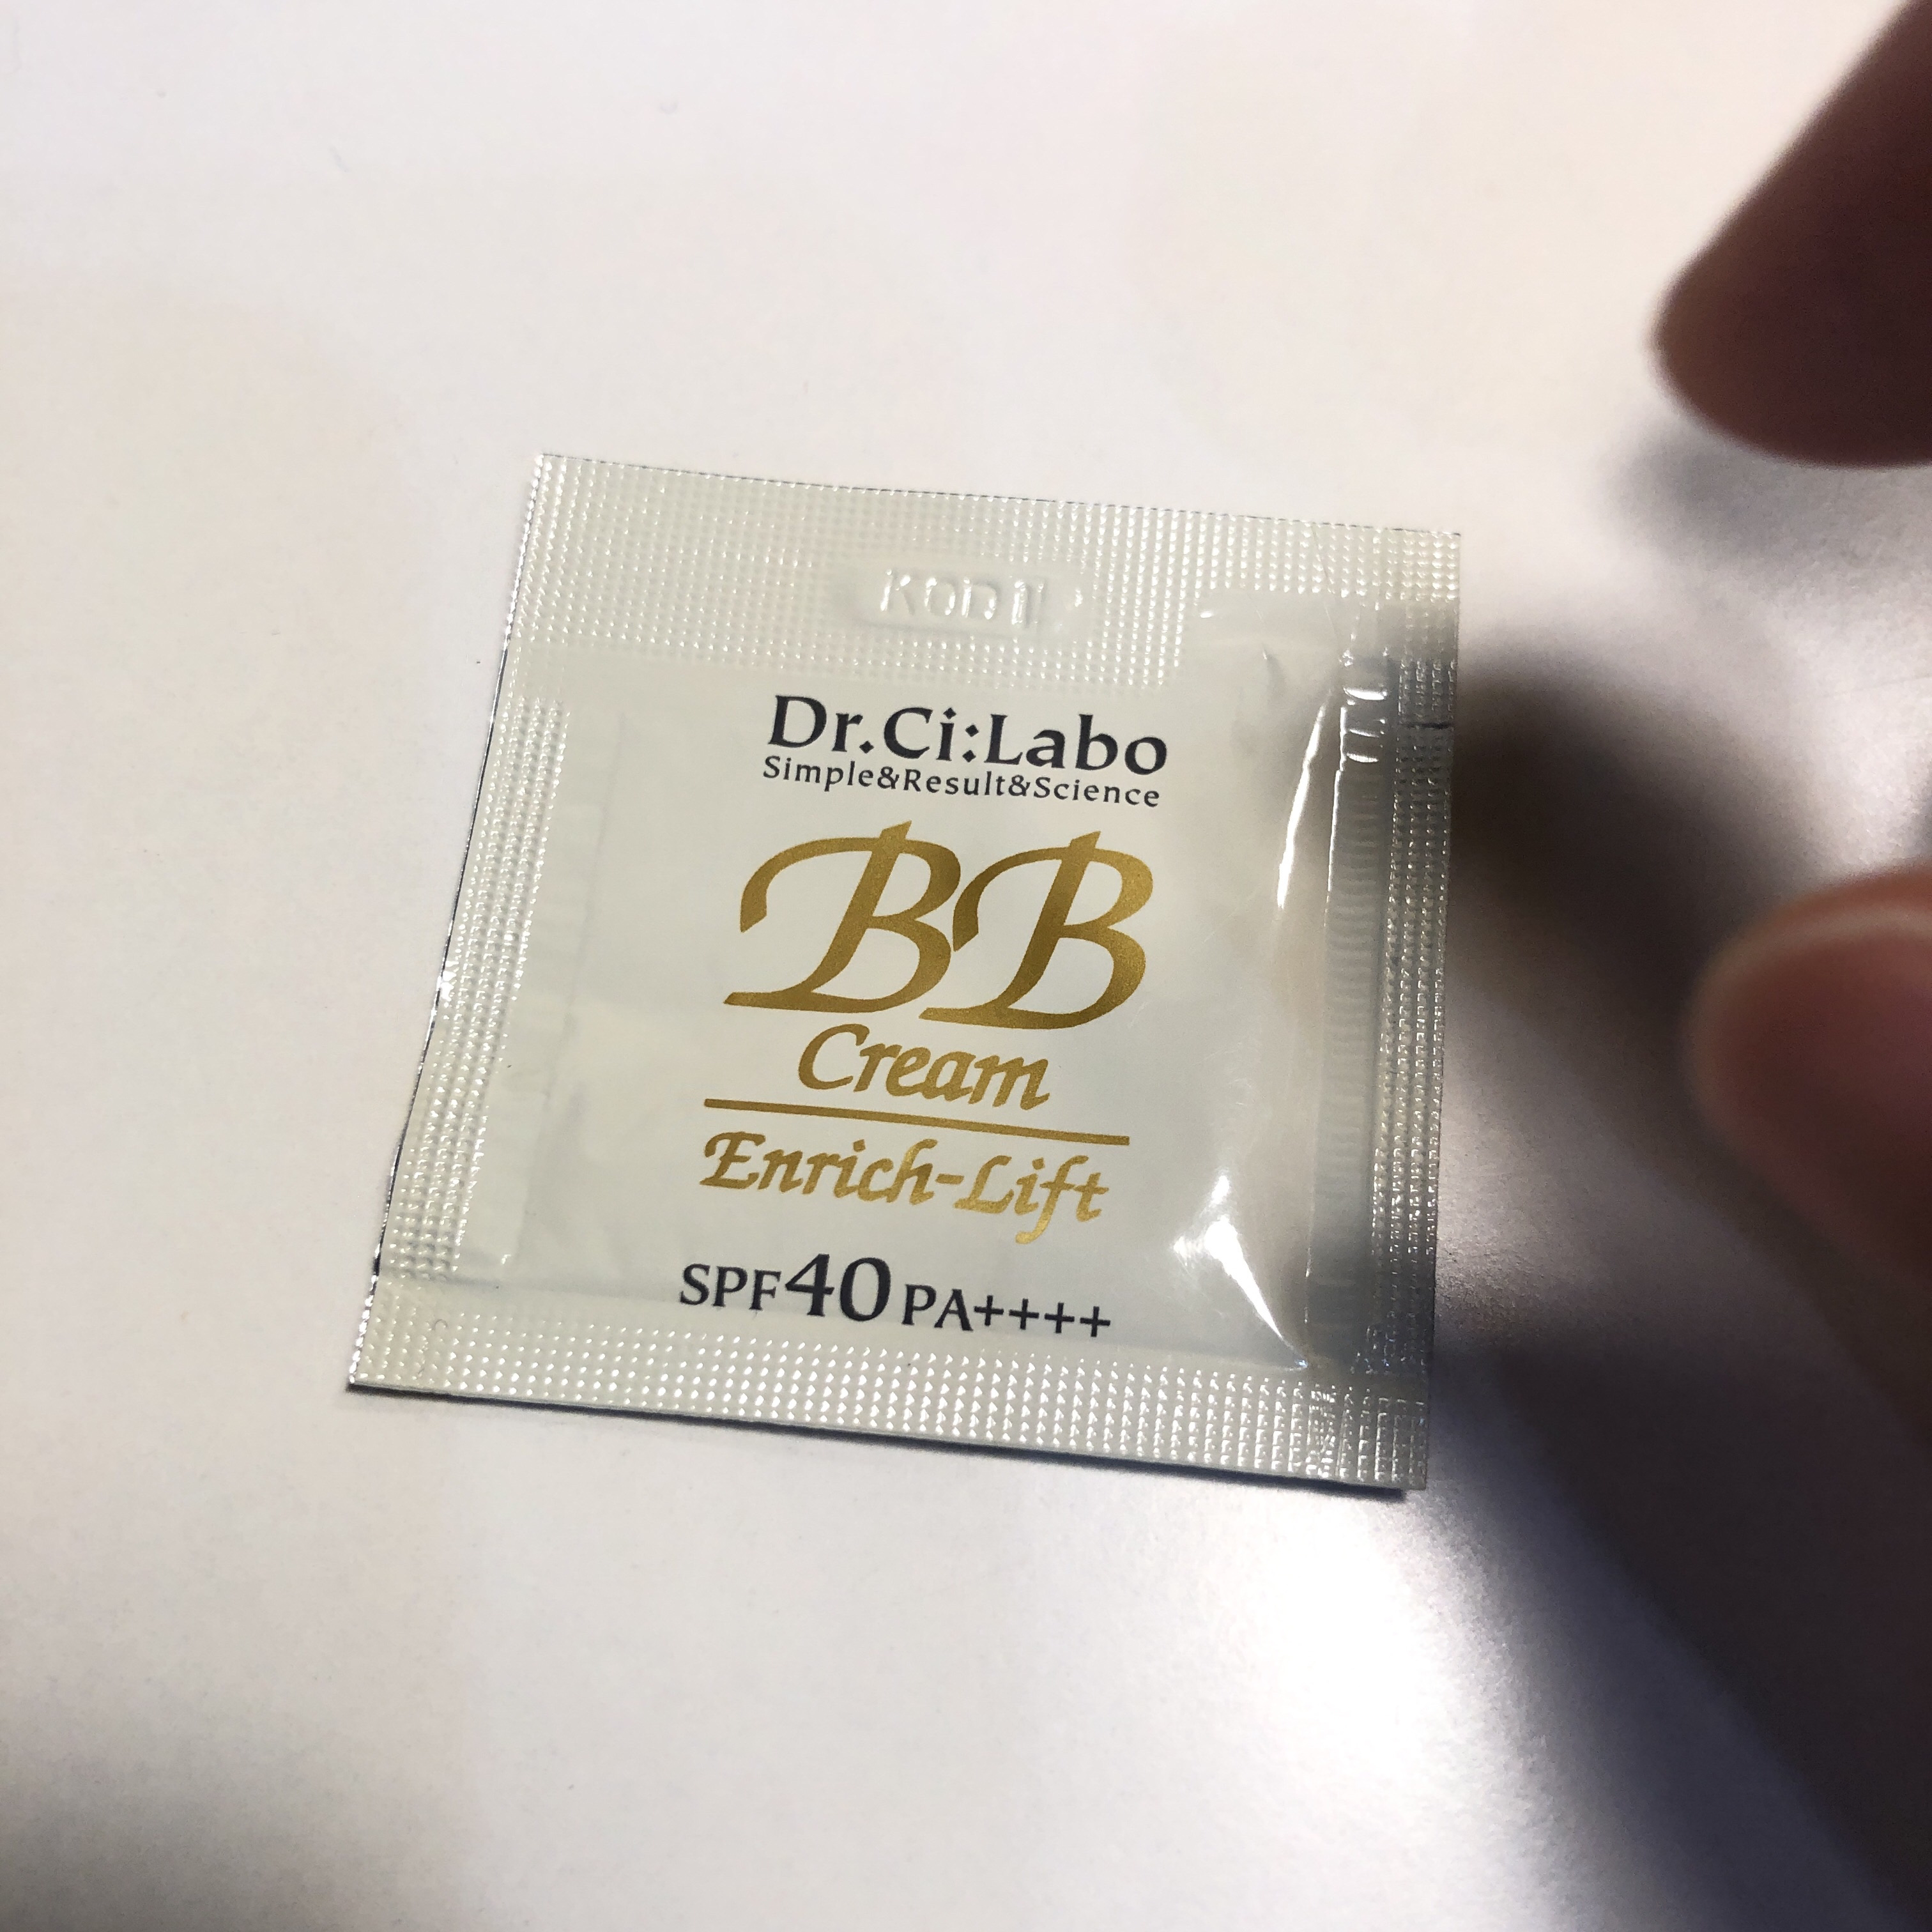 Dr.Ci:Labo
Simple&Result&Science
BB
Cream
Enrich-Lift
SPF40 PA++++